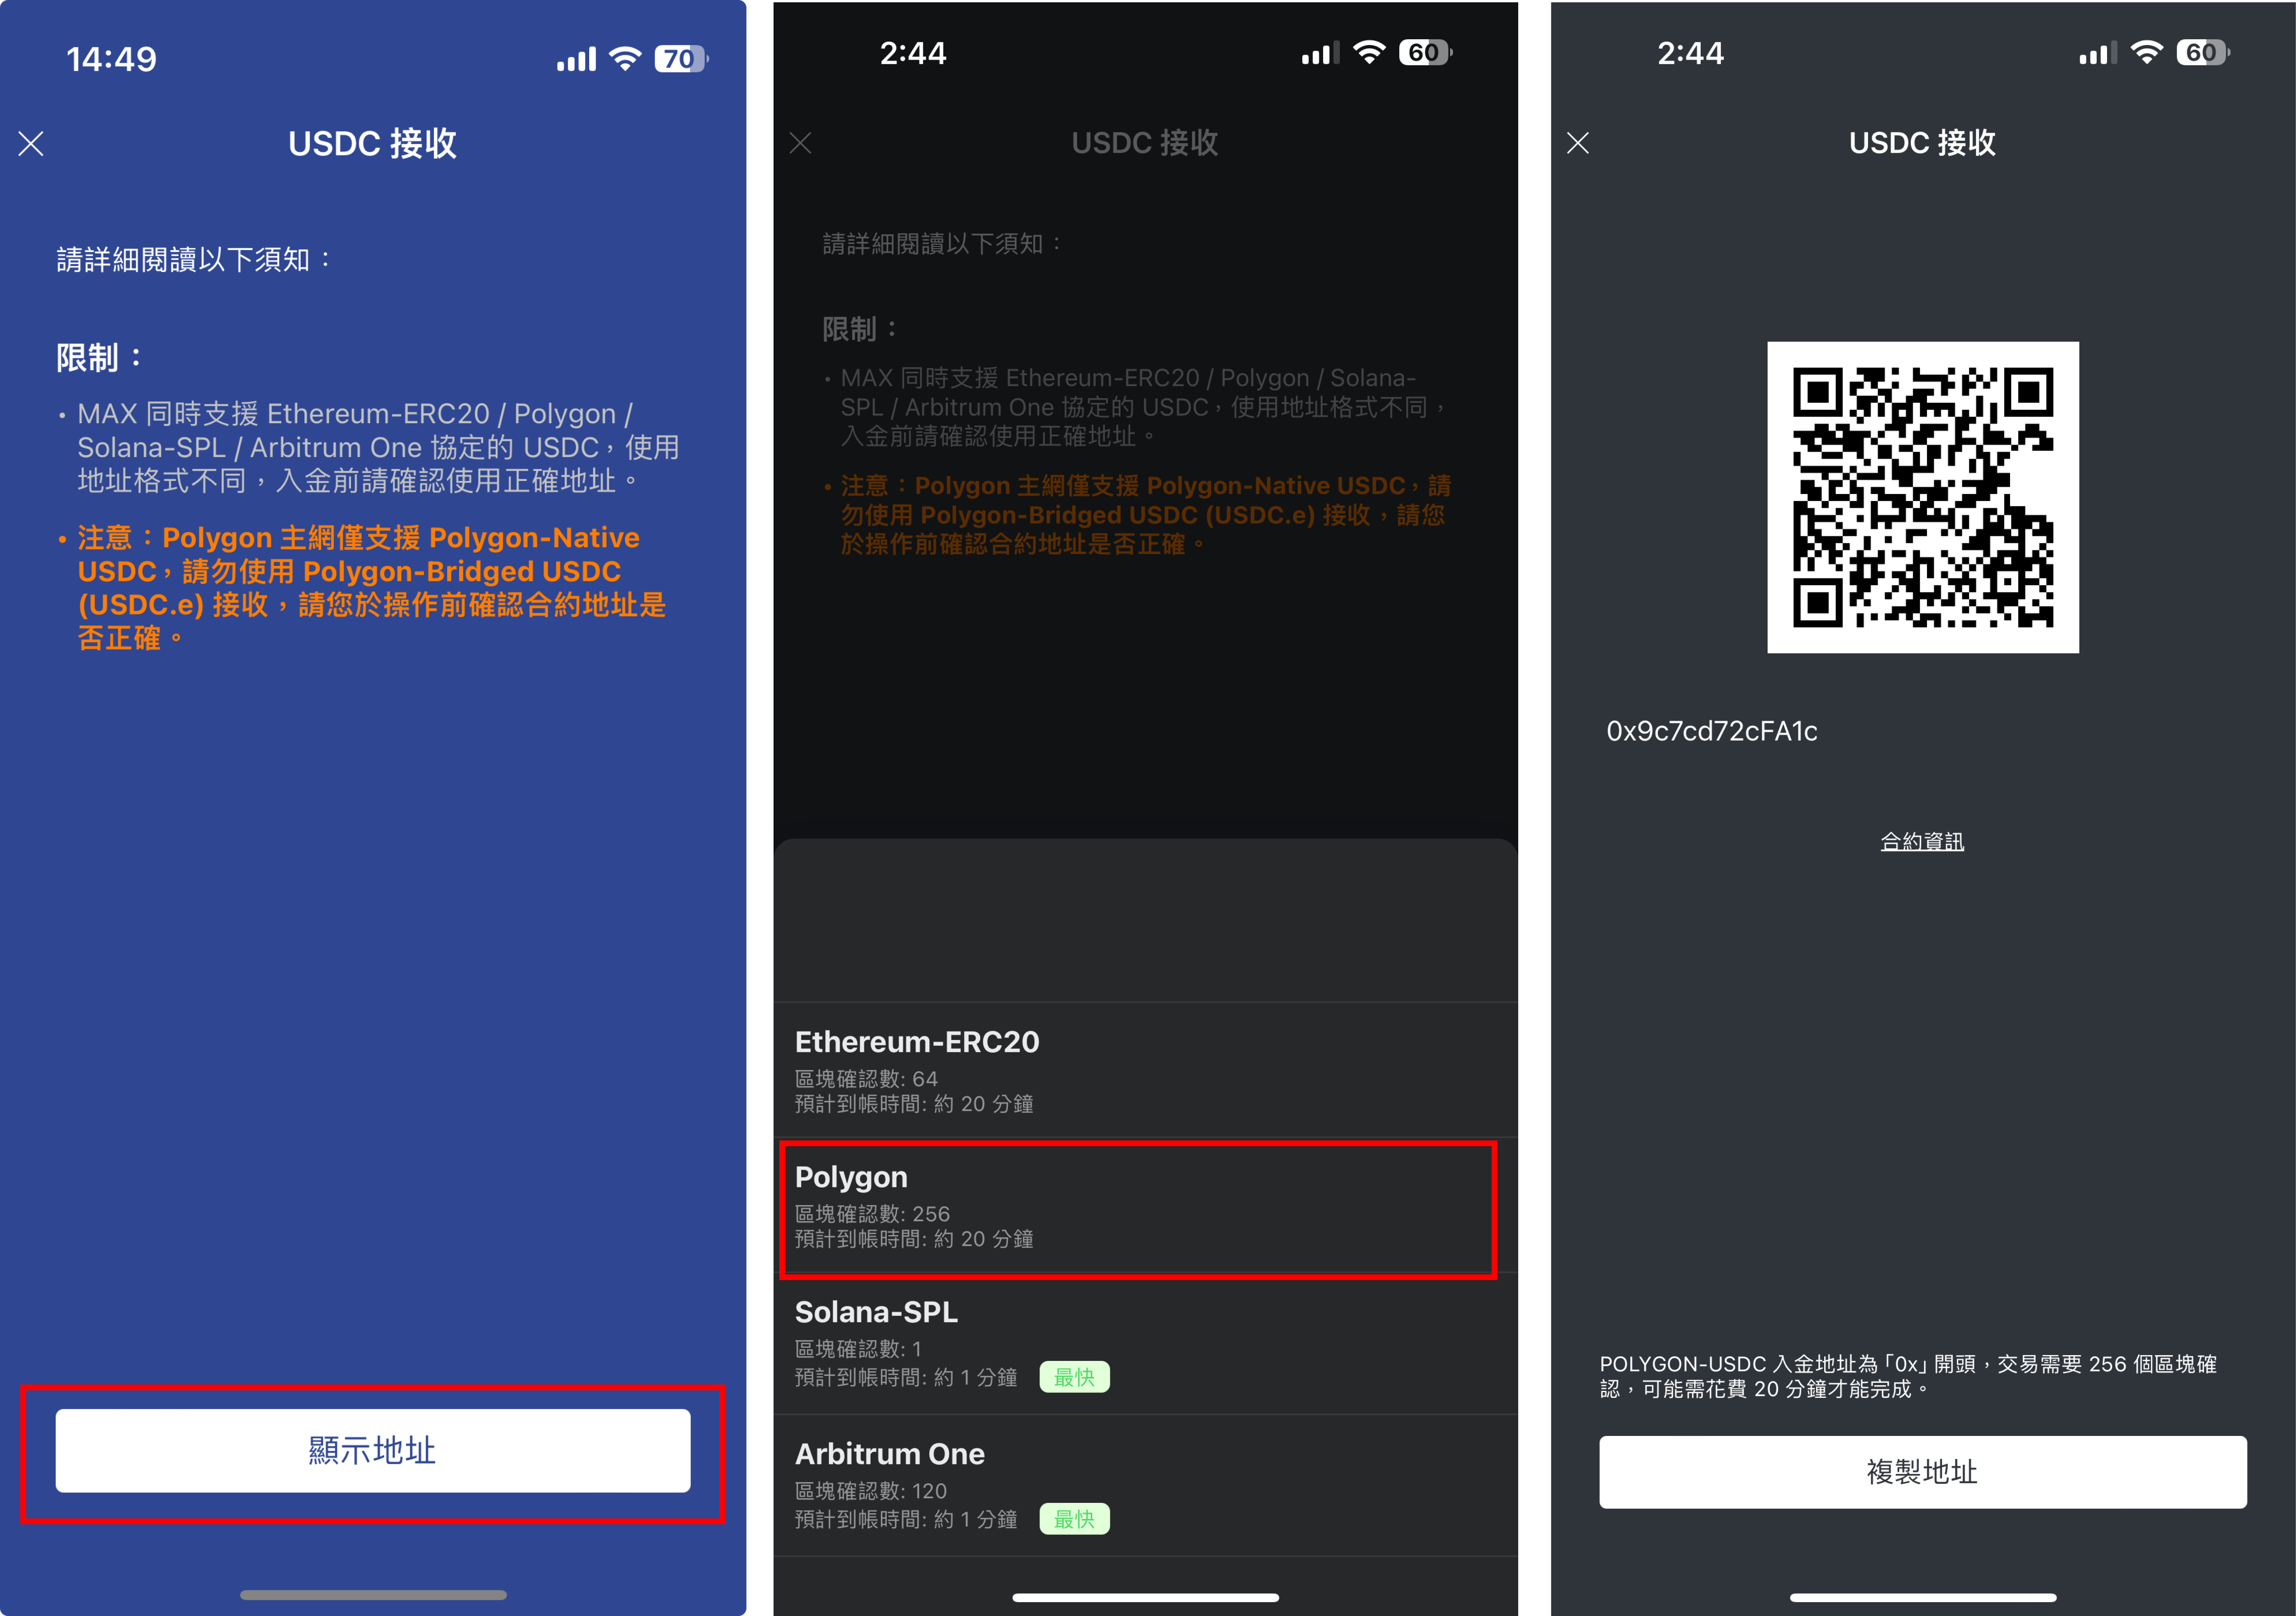 14:49
70
USDC 接收
請詳細閱讀以下須知：
限制：
• MAX 同時支援 Ethereum-ERC20 / Polygon /
Solana-SPL / Arbitrum One 協定的 USDC，使用
地址格式不同，入金前請確認使用正確地址。
• 注意：Polygon 主網僅支援 Polygon-Native
USDC，請勿使用 Polygon-Bridged USDC
(USDC.e) 接收，請您於操作前確認合約地址是
否正確。
顯示地址
2:44
60
USDC 接收
請詳細閱讀以下須知：
限制：
• MAX 同時支援 Ethereum-ERC20 / Polygon / Solana-
SPL / Arbitrum One 協定的 USDC，使用地址格式不同，
入金前請確認使用正確地址。
• 注意：Polygon 主網僅支援 Polygon-Native USDC，請
勿使用 Polygon-Bridged USDC (USDC.e) 接收，請您
於操作前確認合約地址是否正確。
Ethereum-ERC20
區塊確認數: 64
預計到帳時間: 約 20 分鐘
Polygon
區塊確認數: 256
預計到帳時間: 約 20 分鐘
Solana-SPL
區塊確認數: 1
預計到帳時間: 約 1 分鐘 最快
Arbitrum One
區塊確認數: 120
預計到帳時間: 約 1 分鐘 最快
2:44
60
USDC 接收
0x9c7cd72cFA1c
合約資訊
POLYGON-USDC 入金地址為「0x」開頭，交易需要 256 個區塊確
認，可能需花費 20 分鐘才能完成。
複製地址